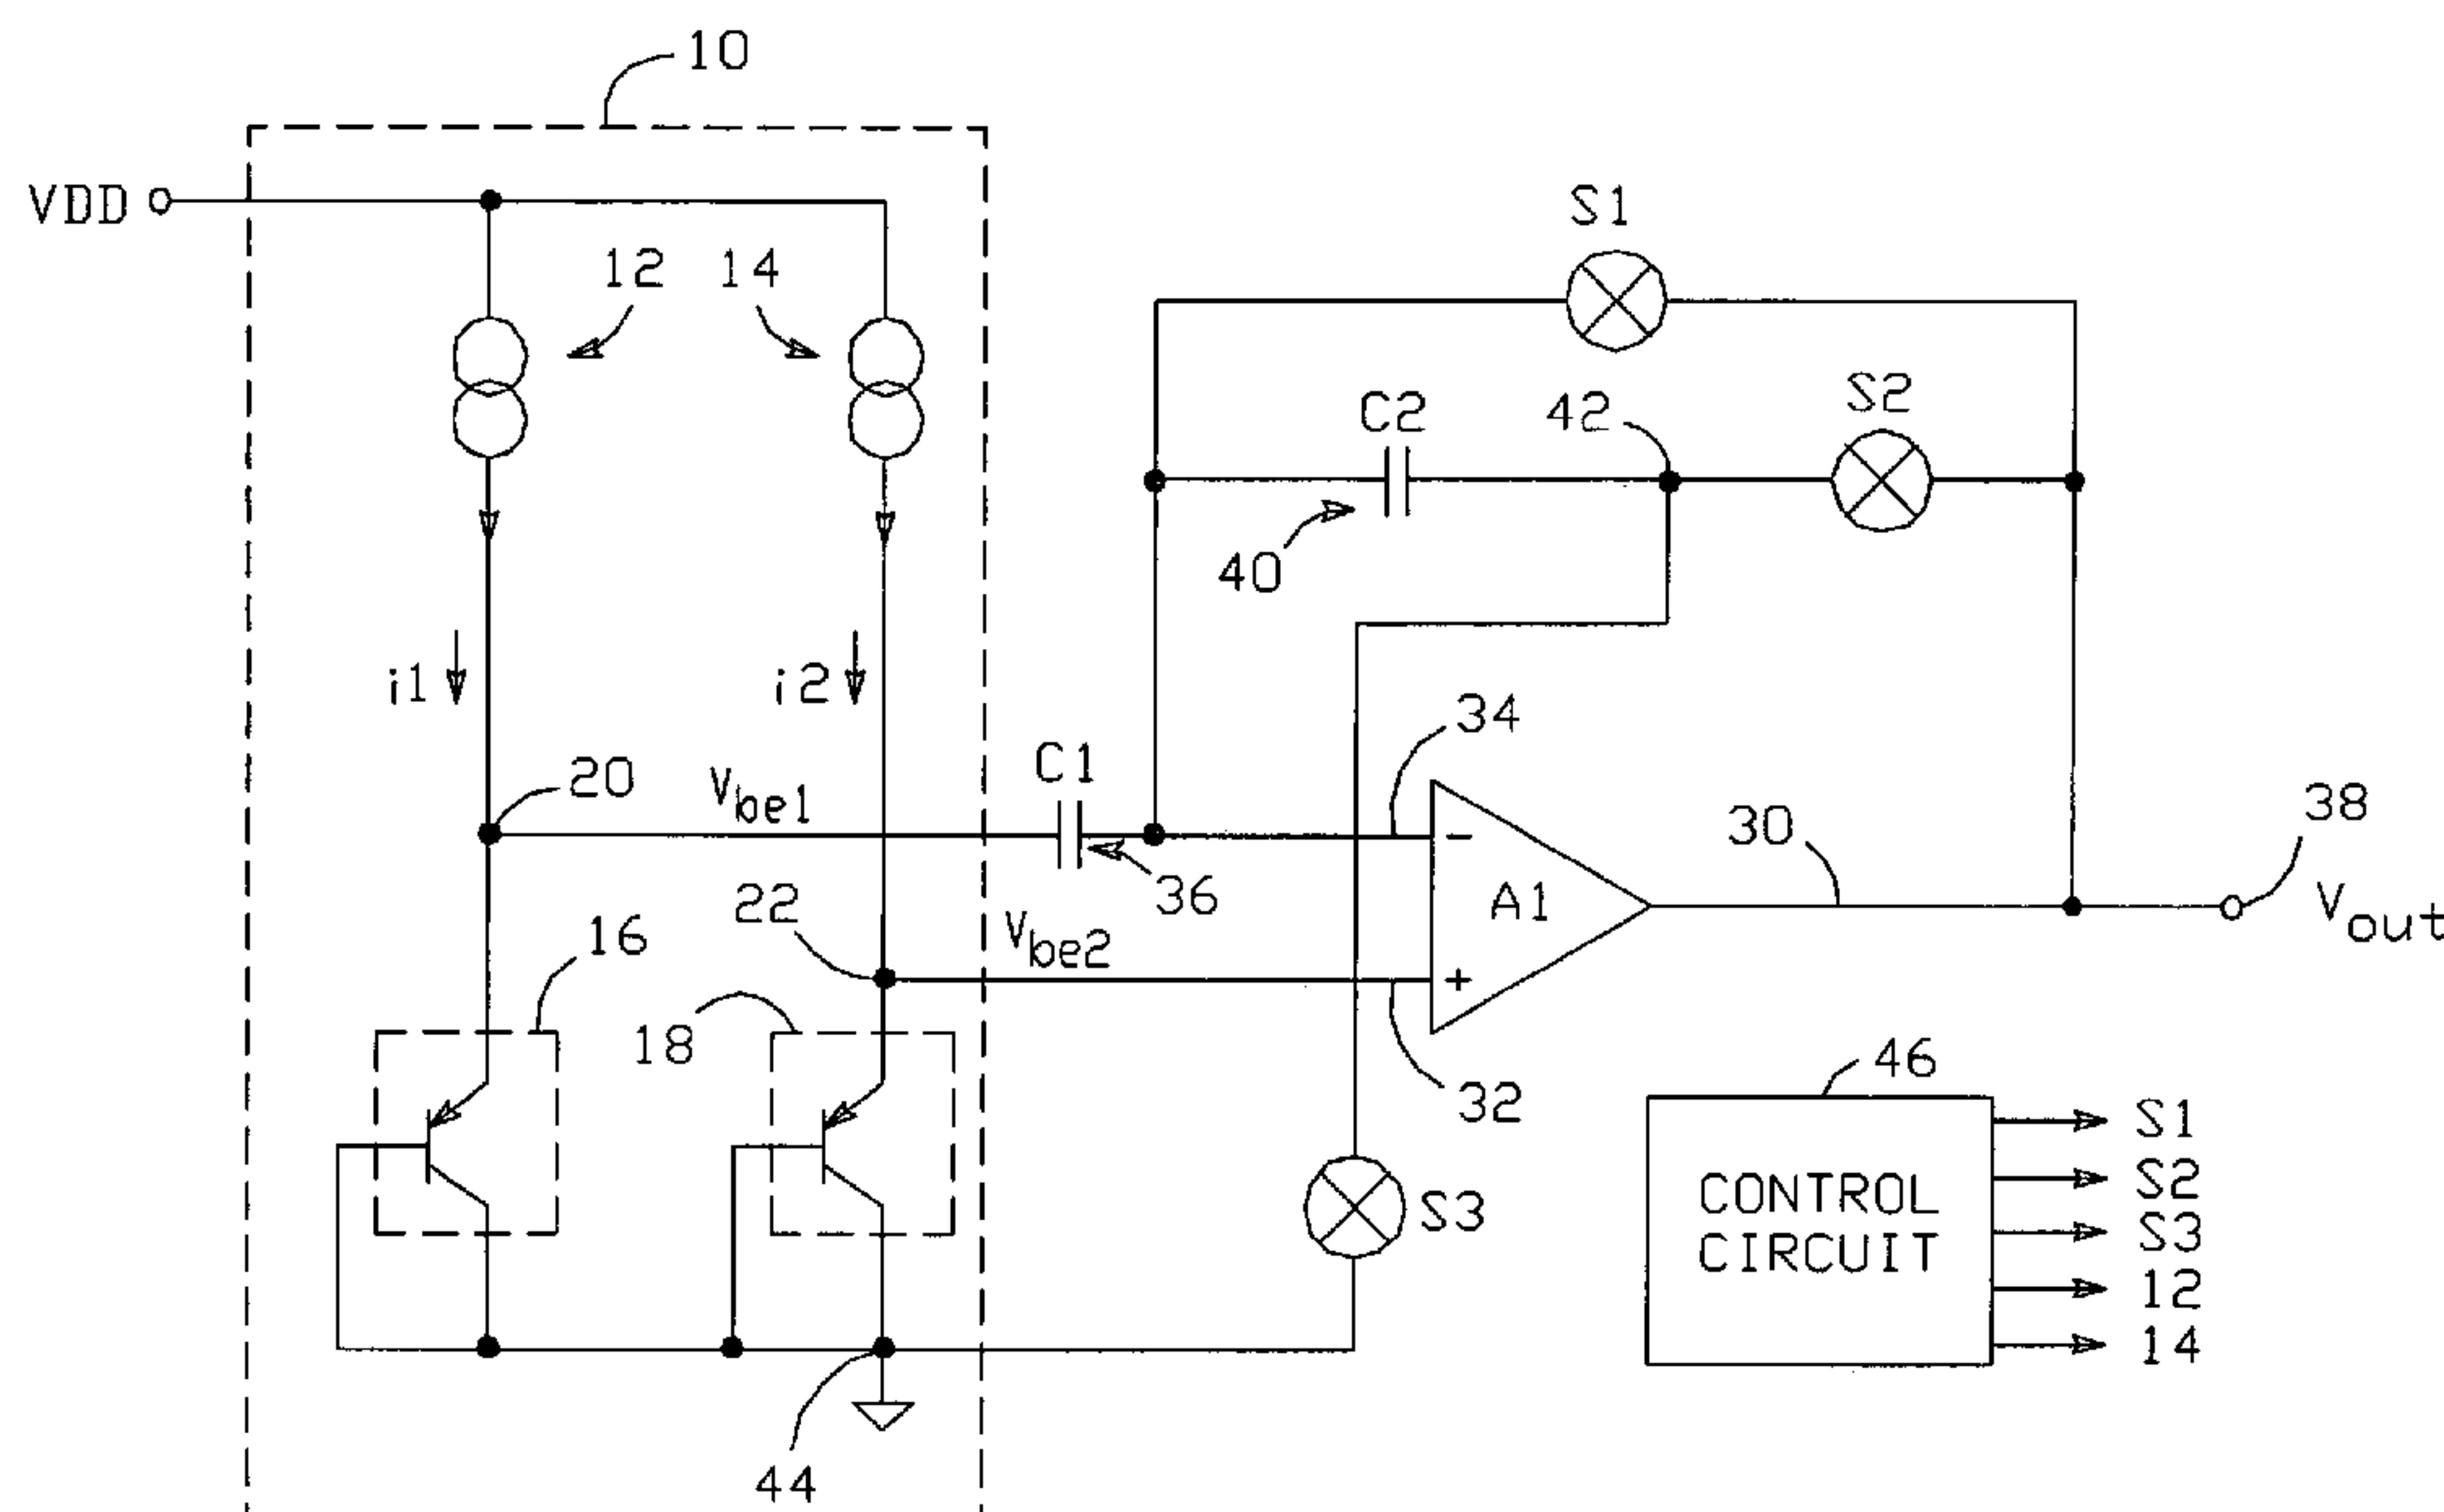 10
VDD
S1
12
14
S2
C2
42
40
i1
i2
34
C1
20
Vbe1
38
30
36
22
A1
Vout
16
Vbe2
18
46
32
S1
S2
CONTROL
S3
S3
CIRCUIT
12
14
44
−
+